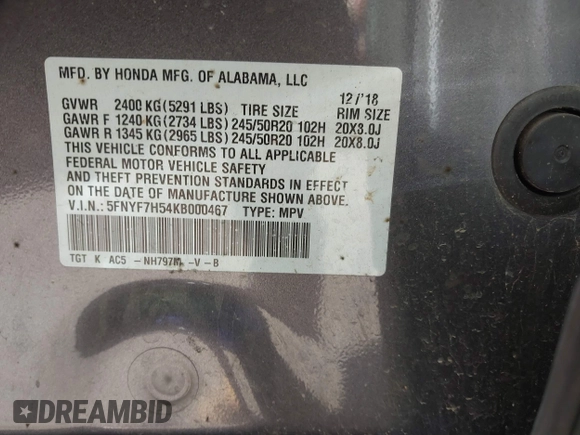 MFD. BY HONDA MFG. OF ALABAMA, LLC
12/'18
GVWR 2400 KG (5291 LBS) TIRE SIZE RIM SIZE
GAWR F 1240 KG (2734 LBS) 245/50R20 102H 20X8.0J
GAWR R 1345 KG (2965 LBS) 245/50R20 102H 20X8.0J
THIS VEHICLE CONFORMS TO ALL APPLICABLE
FEDERAL MOTOR VEHICLE SAFETY
AND THEFT PREVENTION STANDARDS IN EFFECT
ON THE DATE OF MANUFACTURE SHOWN ABOVE.
V.I.N.: 5FNYF7H54KB000467 TYPE: MPV
TGT K AC5 -NH797M -V -B
DREAMBID